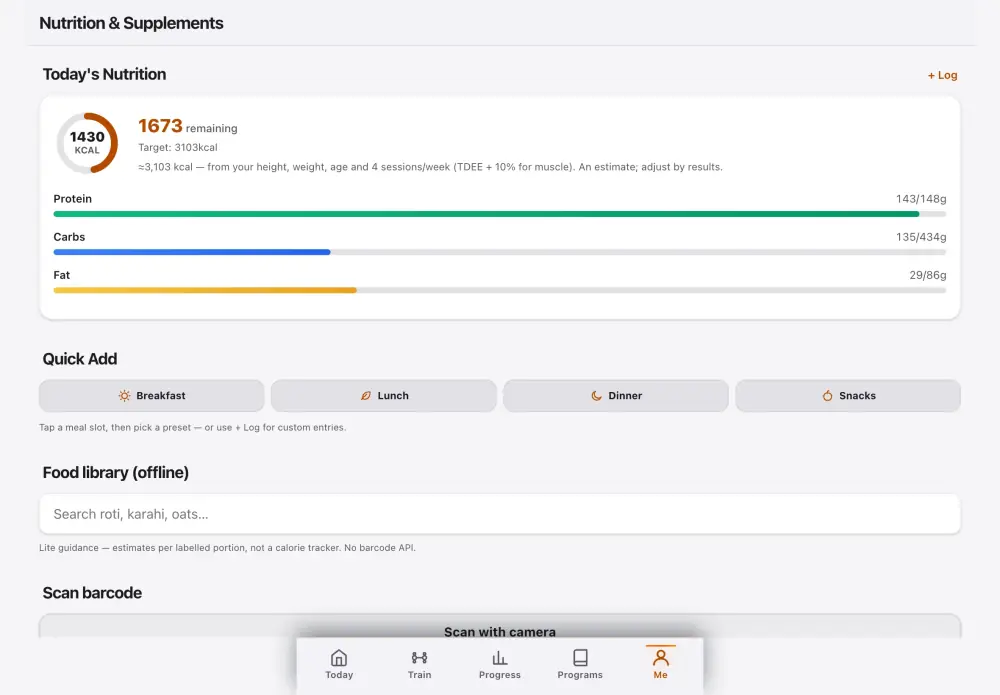 Nutrition & Supplements
Today's Nutrition
+ Log
1430
KCAL
1673 remaining
Target: 3103kcal
≈3,103 kcal — from your height, weight, age and 4 sessions/week (TDEE + 10% for muscle). An estimate; adjust by results.
Protein 143/148g
Carbs 135/434g
Fat 29/86g
Quick Add
Breakfast Lunch Dinner Snacks
Tap a meal slot, then pick a preset — or use + Log for custom entries.
Food library (offline)
Search roti, karahi, oats...
Lite guidance — estimates per labelled portion, not a calorie tracker. No barcode API.
Scan barcode
Scan with camera
Today Train Progress Programs Me